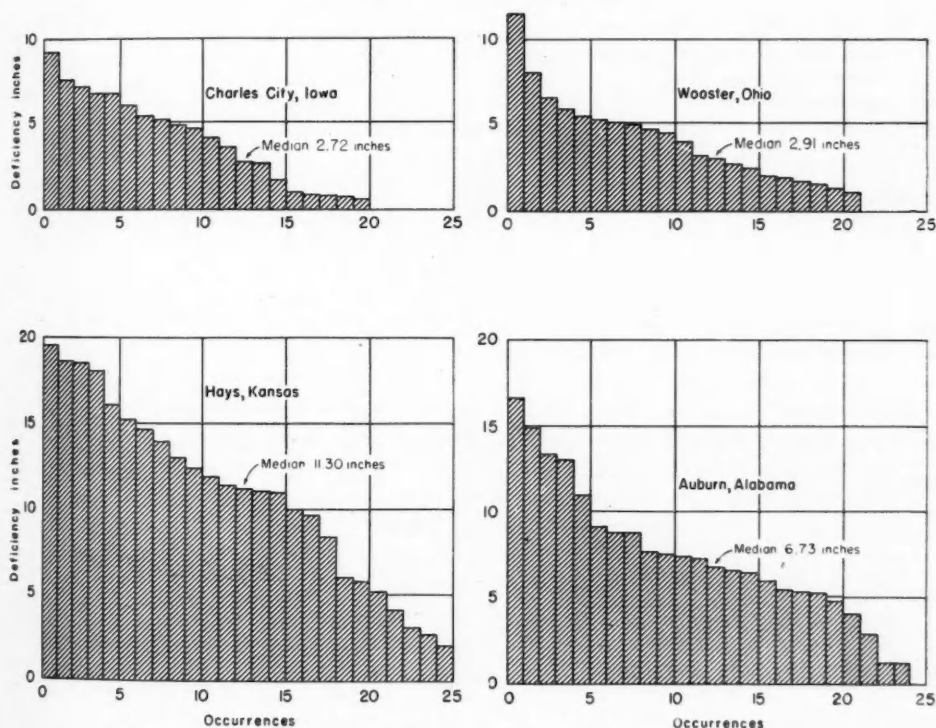 Deficiency inches
10
5
0
Charles City, Iowa
Median 2.72 inches
0 5 10 15 20 25
10
5
0
Wooster, Ohio
Median 2.91 inches
0 5 10 15 20 25
Deficiency inches
20
15
10
5
0
Hays, Kansas
Median 11.30 inches
0 5 10 15 20 25
Occurrences
20
15
10
5
0
Auburn, Alabama
Median 6.73 inches
0 5 10 15 20 25
Occurrences